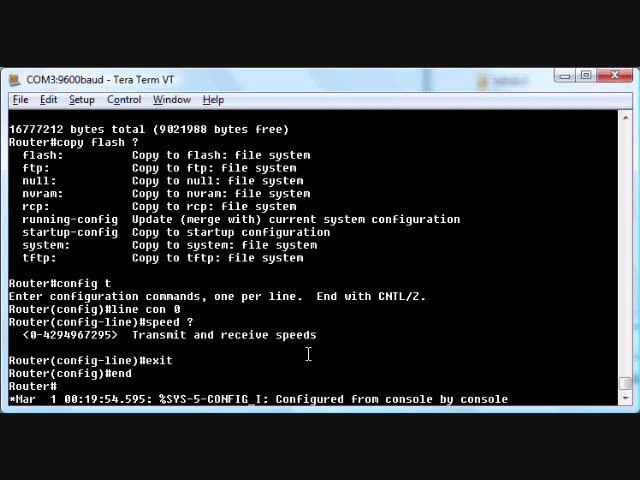 COM3:9600baud - Tera Term VT
File Edit Setup Control Window Help
16777212 bytes total (9021988 bytes free)
Router#copy flash ?
flash: Copy to flash: file system
ftp: Copy to ftp: file system
null: Copy to null: file system
nvram: Copy to nvram: file system
rcp: Copy to rcp: file system
running-config Update (merge with) current system configuration
startup-config Copy to startup configuration
system: Copy to system: file system
tftp: Copy to tftp: file system
Router#config t
Enter configuration commands, one per line. End with CNTL/Z.
Router(config)#line con 0
Router(config-line)#speed ?
<0-4294967295> Transmit and receive speeds
Router(config-line)#exit
Router(config)#end
Router#
*Mar 1 00:19:54.595: %SYS-5-CONFIG_I: Configured from console by console